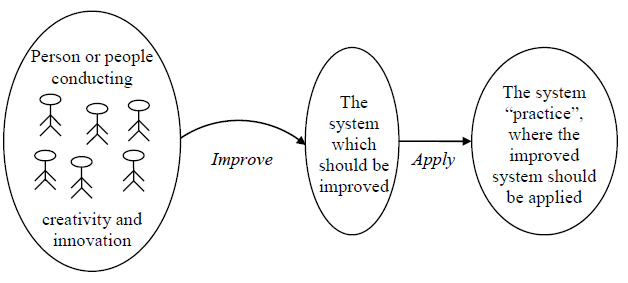 Person or people
conducting
creativity and
innovation
Improve
The
system
which
should be
improved
Apply
The system
“practice”,
where the
improved
system should
be applied